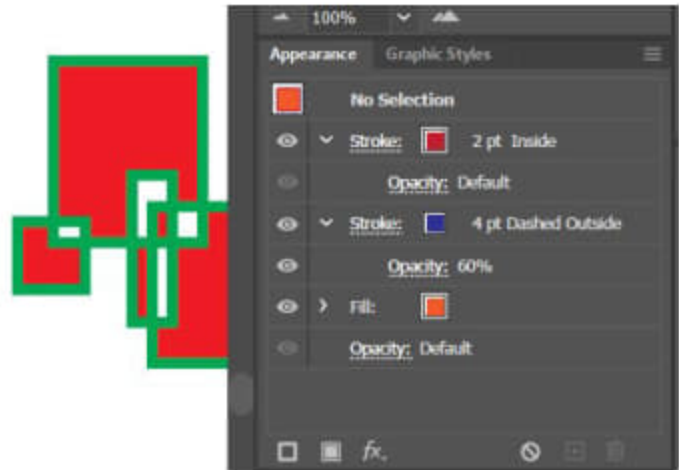 100%
Appearance Graphic Styles
No Selection
Stroke: 2 pt Inside
Opacity: Default
Stroke: 4 pt Dashed Outside
Opacity: 60%
Fill:
Opacity: Default
fx.